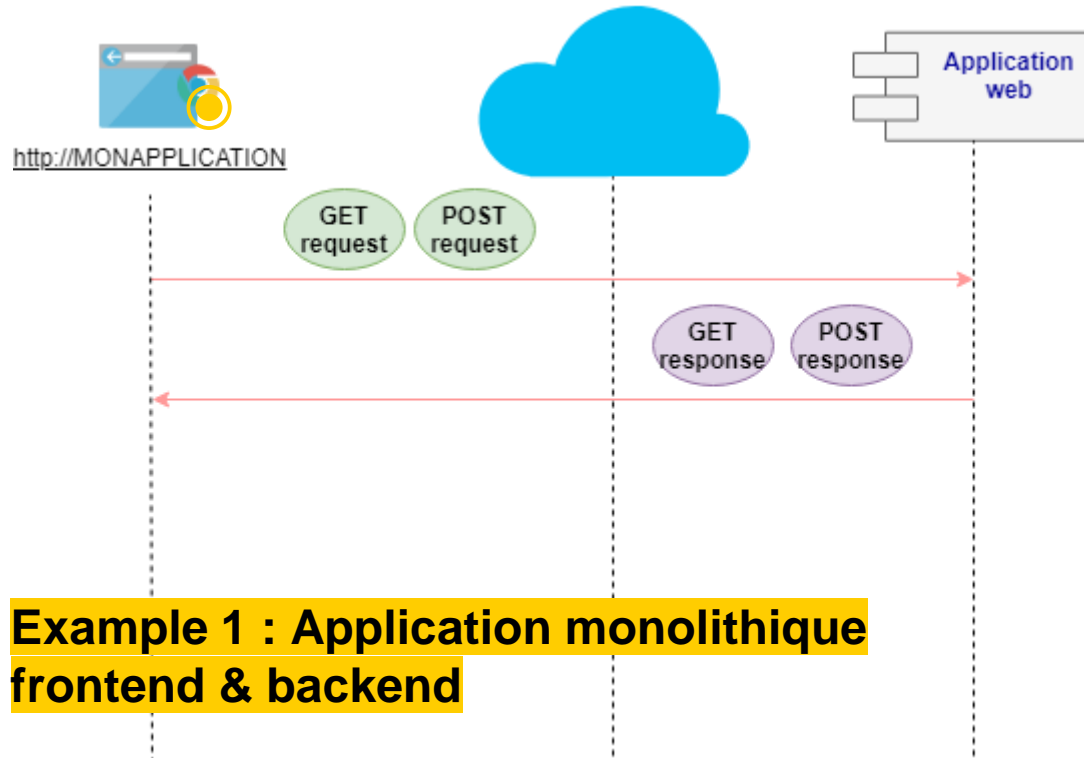 Application
web
http://MONAPPLICATION
GET
request
POST
request
GET
response
POST
response
Example 1 : Application monolithique
frontend & backend